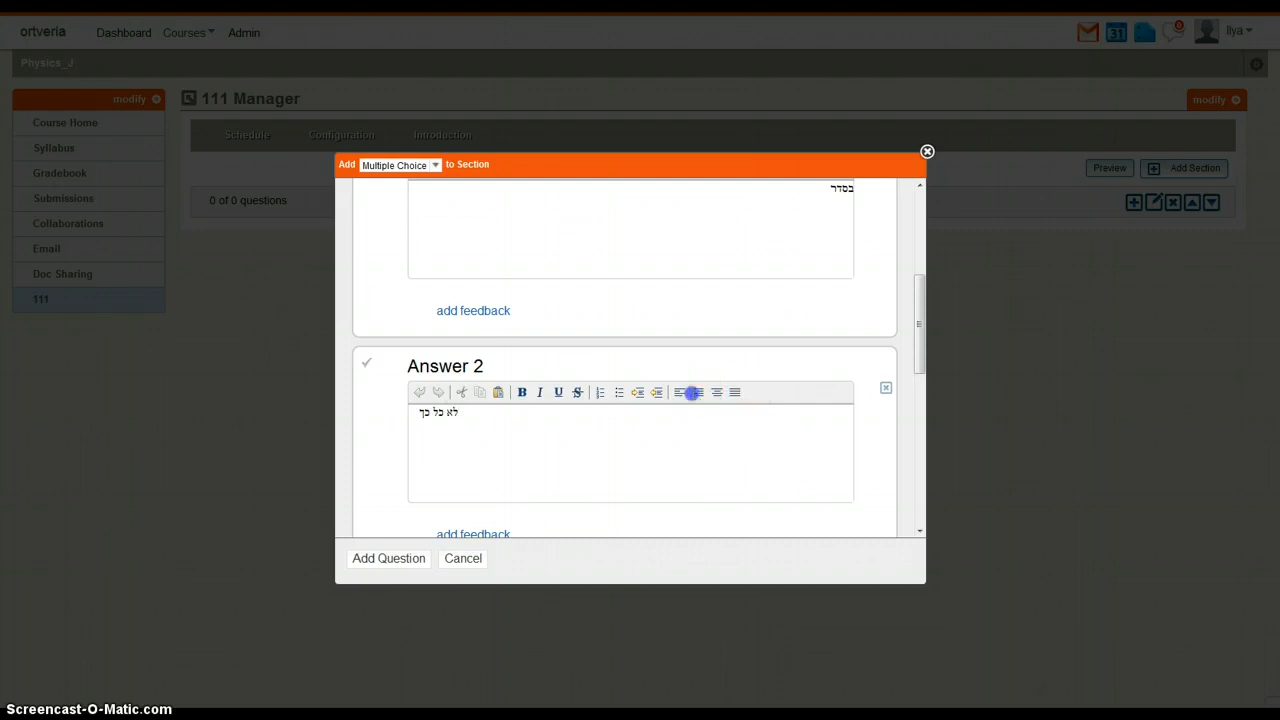 ortveria Dashboard Courses Admin 31 6 Ilya
Physics_J
modify
Course Home
Syllabus
Gradebook
Submissions
Collaborations
Email
Doc Sharing
111
111 Manager
modify
Schedule Configuration Introduction
Preview Add Section
0 of 0 questions
Add Multiple Choice to Section
בסדר
add feedback
Answer 2
B I U S
לא כל כך
add feedback
Add Question Cancel
Screencast-O-Matic.com